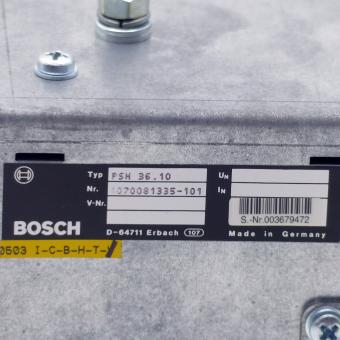 Typ PSH 36.10 UN
Nr. 1070081335-101 IN
V-Nr.
S.-Nr.003679472
BOSCH D-64711 Erbach 107 Made in Germany
0503 I-C-B-H-T-